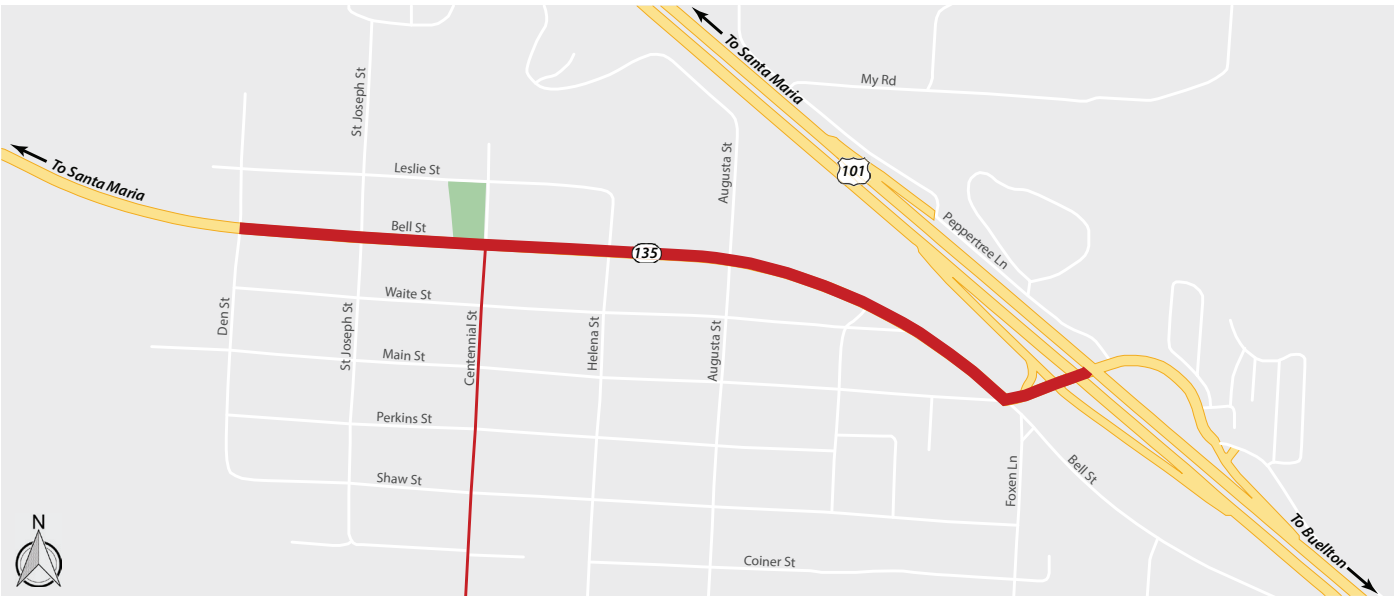 To Santa Maria
My Rd
St Joseph St
101
Augusta St
To Santa Maria
Leslie St
Peppertree Ln
Bell St
135
Waite St
Den St
St Joseph St
Centennial St
Helena St
Augusta St
Main St
Perkins St
Bell St
Foxen Ln
Shaw St
To Buellton
N
Coiner St